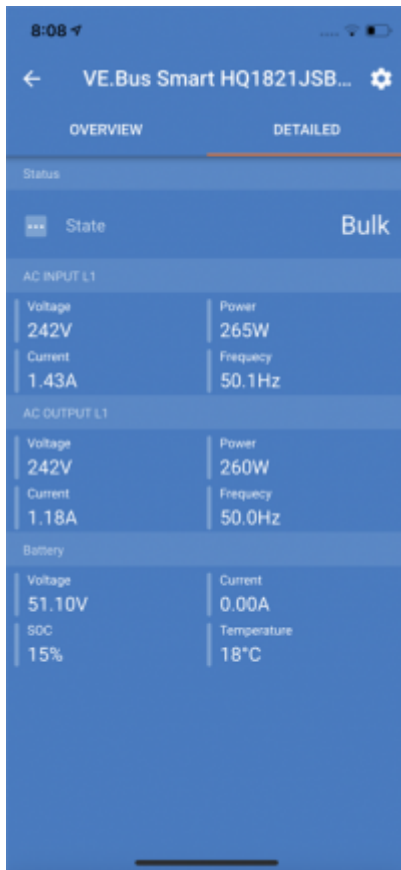 8:08
VE.Bus Smart HQ1821JSB...
OVERVIEW DETAILED
Status
State Bulk
AC INPUT L1
Voltage Power
242V 265W
Current Frequecy
1.43A 50.1Hz
AC OUTPUT L1
Voltage Power
242V 260W
Current Frequecy
1.18A 50.0Hz
Battery
Voltage Current
51.10V 0.00A
SOC Temperature
15% 18°C